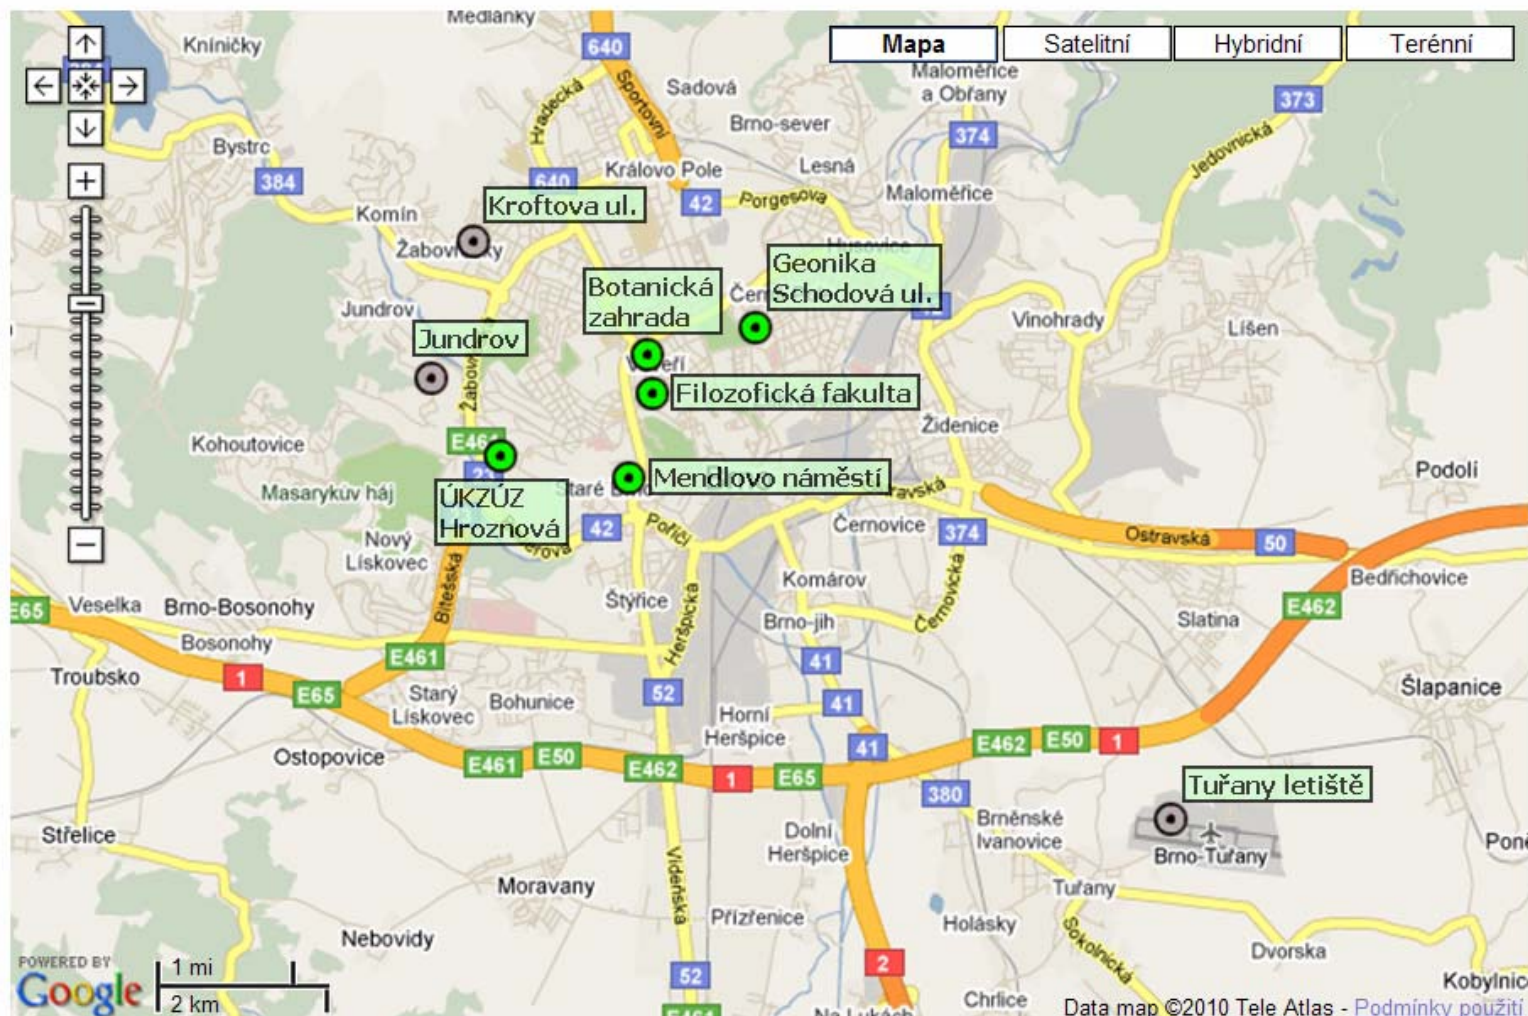 Medlánky
Kníničky
640
Mapa
Satelitní
Hybridní
Terénní
Maloměřice
a Obřany
Sadová
Sportovní
Hradecká
373
Brno-sever
374
Jedovnická
Bystrc
Lesná
Královo Pole
640
384
Maloměřice
42
Porgesova
Kroftova ul.
Komín
Husovice
Geonika
Schodová ul.
Botanická
zahrada
Jundrov
Vinohrady
Líšen
Jundrov
Filozofická fakulta
Židenice
Kohoutovice
E461
Podolí
Mendlovo náměstí
Masarykův háj
ÚKZÚZ
Hroznová
42
Poříčí
Černovice
374
Ostravská
50
Nový
Lískovec
Bedřichovice
Komárov
Černovická
Štýřice
Heršpická
Bitešská
E65
Veselka
Brno-Bosonohy
E462
Slatina
Brno-jih
Bosonohy
E461
41
Troubsko
1
E65
52
41
Šlapanice
Starý
Lískovec
Bohunice
Horní
Heršpice
Ostopovice
E461
E50
E462
1
E65
41
E462
E50
1
380
Tuřany letiště
Střelice
Dolní
Heršpice
Brněnské
Ivanovice
Brno-Tuřany
Moravany
Vídeňská
Tuřany
Přízřenice
Holásky
Sokolnická
Nebovidy
Dvorska
POWERED BY
Google
1 mi
2 km
52
2
Chrlice
E461
Data map ©2010 Tele Atlas - Podmínky použití